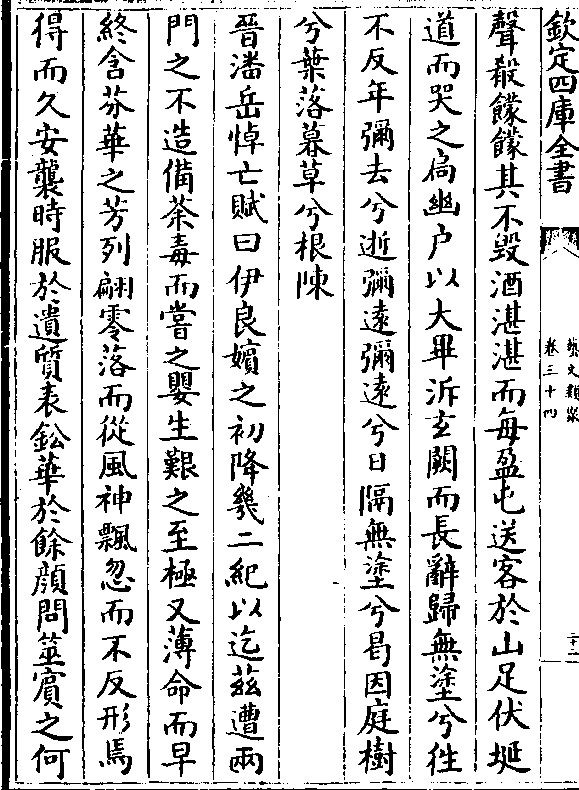 欽定四庫全書
藝文類聚
卷三十四
二十二
聲殽饛饛其不毀酒湛湛而每盈屯送客於山足伏埏
道而哭之扃幽户以大畢泝玄闕而長辭歸無塗兮徃
不反年彌去兮逝彌遠彌遠兮日隔無塗兮曷因庭樹
兮葉落暮草兮根陳
晉潘岳悼亡賦曰伊良嬪之初降幾二紀以迄茲遭兩
門之不造備荼毒而嘗之嬰生艱之至極又薄命而早
終含芬華之芳列翩零落而從風神飄忽而不反形焉
得而久安襲時服於遺質表鈆華於餘顔問筮賔之何